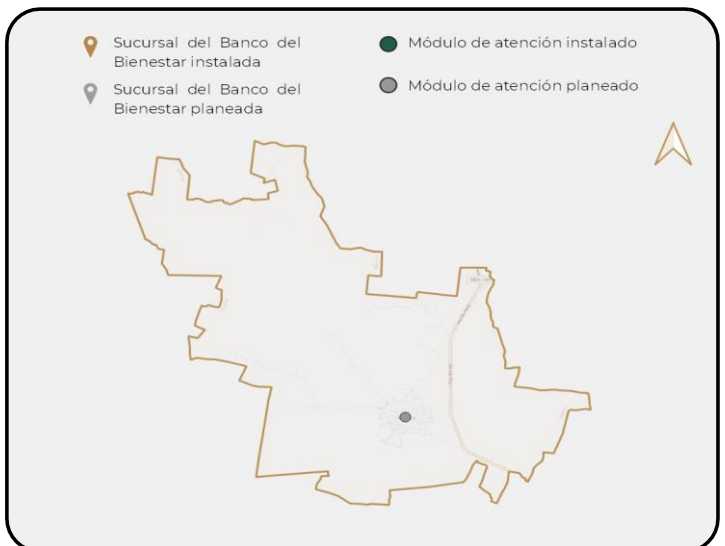 Sucursal del Banco del
Bienestar instalada
Sucursal del Banco del
Bienestar planeada
Módulo de atención instalado
Módulo de atención planeado